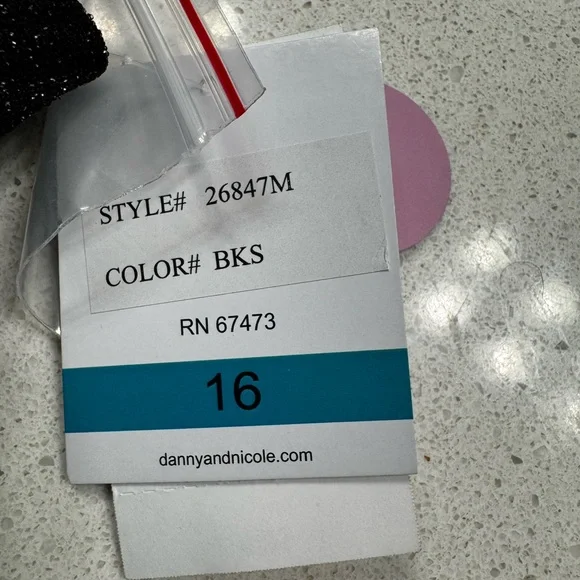 STYLE# 26847M
COLOR# BKS
RN 67473
16
dannyandnicole.com